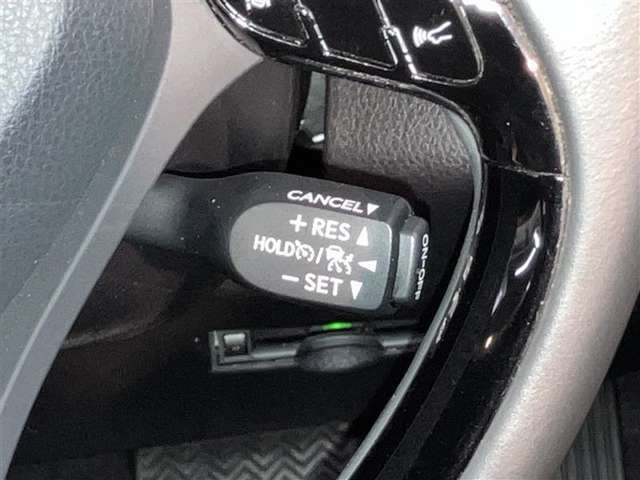 CANCEL▼
+ RES ▲
HOLD / ◄
− SET ▼
ON-OFF